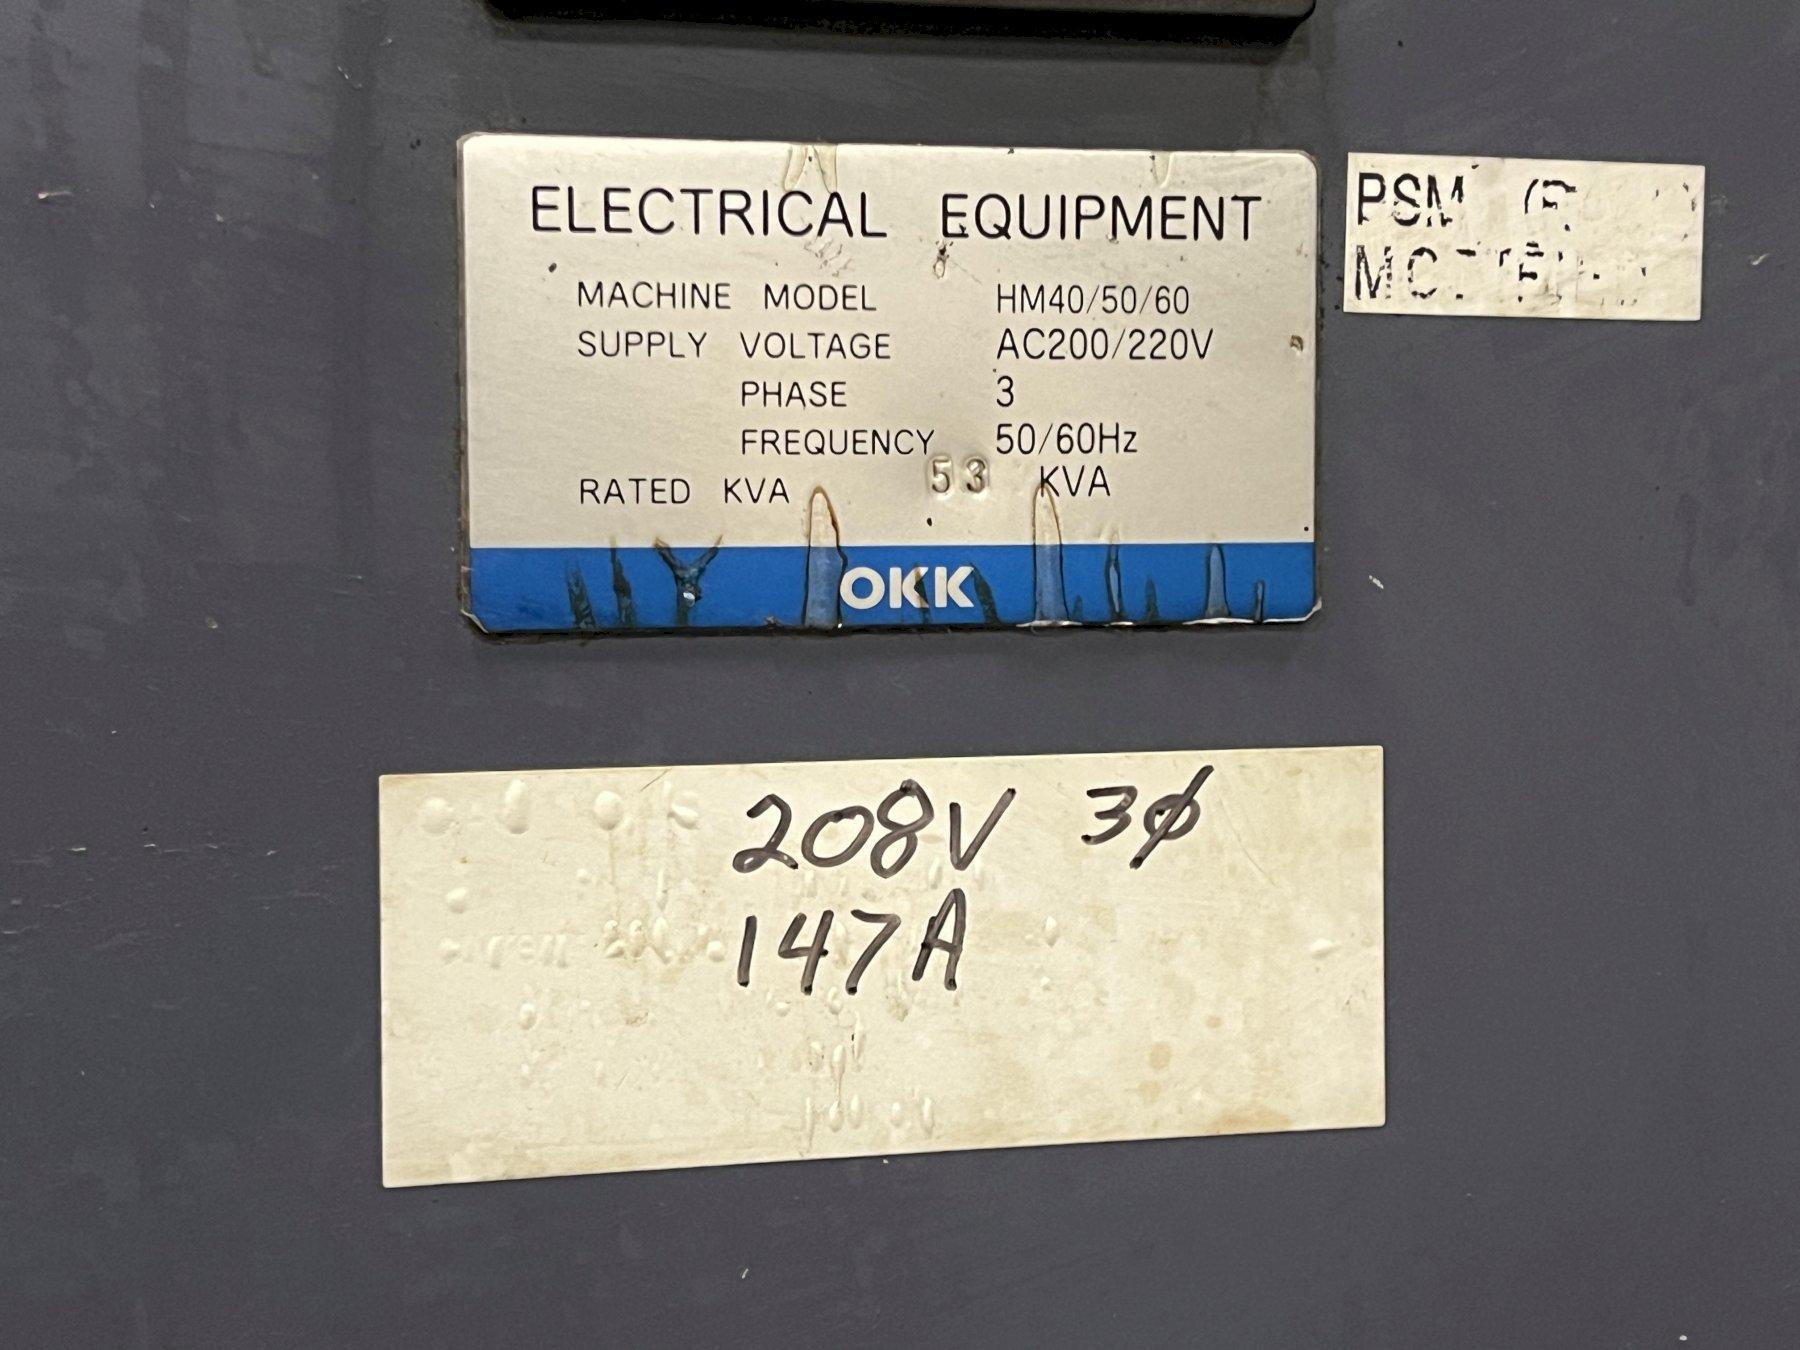 ELECTRICAL EQUIPMENT
MACHINE MODEL HM40/50/60
SUPPLY VOLTAGE AC200/220V
PHASE 3
FREQUENCY 50/60Hz
RATED KVA 53 KVA
OKK
PSM
208V 3ø
147A